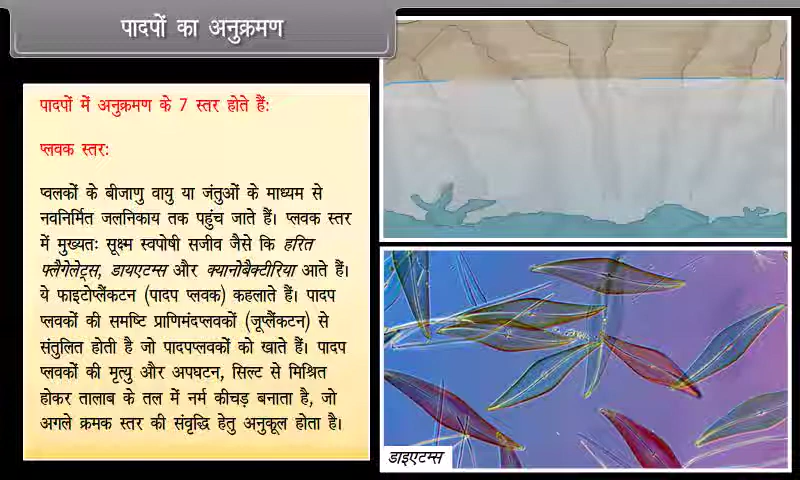 पादपों का अनुक्रमण
पादपों में अनुक्रमण के 7 स्तर होते हैं:
प्लवक स्तर:
प्वलकों के बीजाणु वायु या जंतुओं के माध्यम से
नवनिर्मित जलनिकाय तक पहुंच जाते हैं। प्लवक स्तर
में मुख्यतः सूक्ष्म स्वपोषी सजीव जैसे कि हरित
फ्लैगेलेट्स, डायएटम्स और क्यानोबैक्टीरिया आते हैं।
ये फाइटोप्लैंकटन (पादप प्लवक) कहलाते हैं। पादप
प्लवकों की समष्टि प्राणिमंदप्लवकों (जूप्लैंकटन) से
संतुलित होती है जो पादपप्लवकों को खाते हैं। पादप
प्लवकों की मृत्यु और अपघटन, सिल्ट से मिश्रित
होकर तालाब के तल में नर्म कीचड़ बनाता है, जो
अगले क्रमक स्तर की संवृद्धि हेतु अनुकूल होता है।
डाइएटम्स